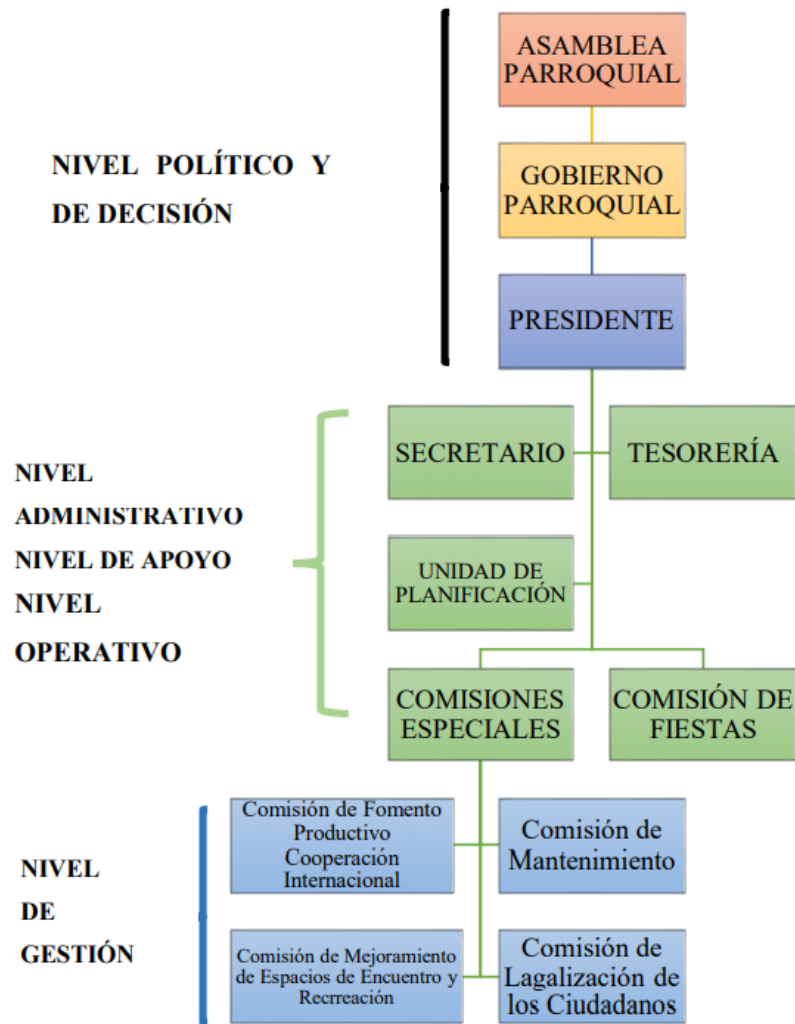 ASAMBLEA
PARROQUIAL
NIVEL POLÍTICO Y
DE DECISIÓN
GOBIERNO
PARROQUIAL
PRESIDENTE
SECRETARIO
TESORERÍA
NIVEL
ADMINISTRATIVO
NIVEL DE APOYO
NIVEL
OPERATIVO
UNIDAD DE
PLANIFICACIÓN
COMISIONES
ESPECIALES
COMISIÓN DE
FIESTAS
NIVEL
DE
GESTIÓN
Comisión de Fomento
Productivo
Cooperación
Internacional
Comisión de
Mantenimiento
Comisión de Mejoramiento
de Espacios de Encuentro y
Recrreación
Comisión de
Lagalización de
los Ciudadanos